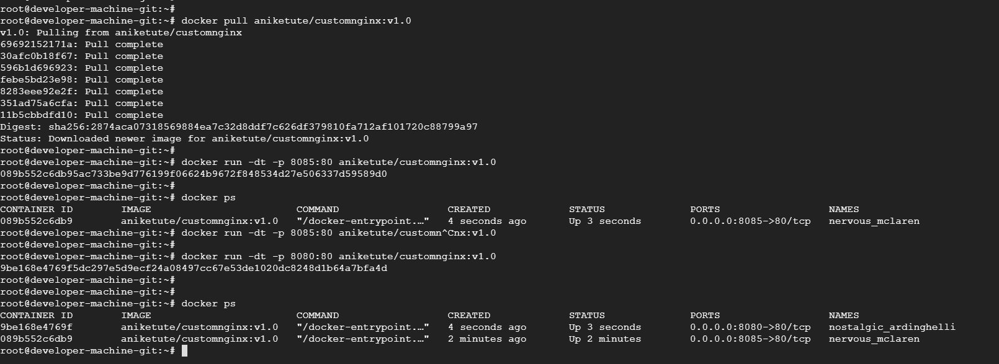 root@developer-machine-git:~#
root@developer-machine-git:~# docker pull aniketute/customnginx:v1.0
v1.0: Pulling from aniketute/customnginx
69692152171a: Pull complete
30afc0b18f67: Pull complete
596b1d696923: Pull complete
febe5bd23e98: Pull complete
8283eee92e2f: Pull complete
351ad75a6cfa: Pull complete
11b5cbbdfd10: Pull complete
Digest: sha256:2874aca07318569884ea7c32d8ddf7c626df379810fa712af101720c88799a97
Status: Downloaded newer image for aniketute/customnginx:v1.0
root@developer-machine-git:~#
root@developer-machine-git:~# docker run -dt -p 8085:80 aniketute/customnginx:v1.0
089b552c6db95ac733be9d776199f06624b9672f848534d27e506337d59589d0
root@developer-machine-git:~#
root@developer-machine-git:~# docker ps
CONTAINER ID        IMAGE                        COMMAND                  CREATED             STATUS              PORTS                  NAMES
089b552c6db9        aniketute/customnginx:v1.0   "/docker-entrypoint.…"   4 seconds ago       Up 3 seconds        0.0.0.0:8085->80/tcp   nervous_mclaren
root@developer-machine-git:~# docker run -dt -p 8085:80 aniketute/customn^Cnx:v1.0
root@developer-machine-git:~#
root@developer-machine-git:~# docker run -dt -p 8080:80 aniketute/customnginx:v1.0
9be168e4769f5dc297e5d9ecf24a08497cc67e53de1020dc8248d1b64a7bfa4d
root@developer-machine-git:~#
root@developer-machine-git:~#
root@developer-machine-git:~# docker ps
CONTAINER ID        IMAGE                        COMMAND                  CREATED             STATUS              PORTS                  NAMES
9be168e4769f        aniketute/customnginx:v1.0   "/docker-entrypoint.…"   4 seconds ago       Up 3 seconds        0.0.0.0:8080->80/tcp   nostalgic_ardinghelli
089b552c6db9        aniketute/customnginx:v1.0   "/docker-entrypoint.…"   2 minutes ago       Up 2 minutes        0.0.0.0:8085->80/tcp   nervous_mclaren
root@developer-machine-git:~#